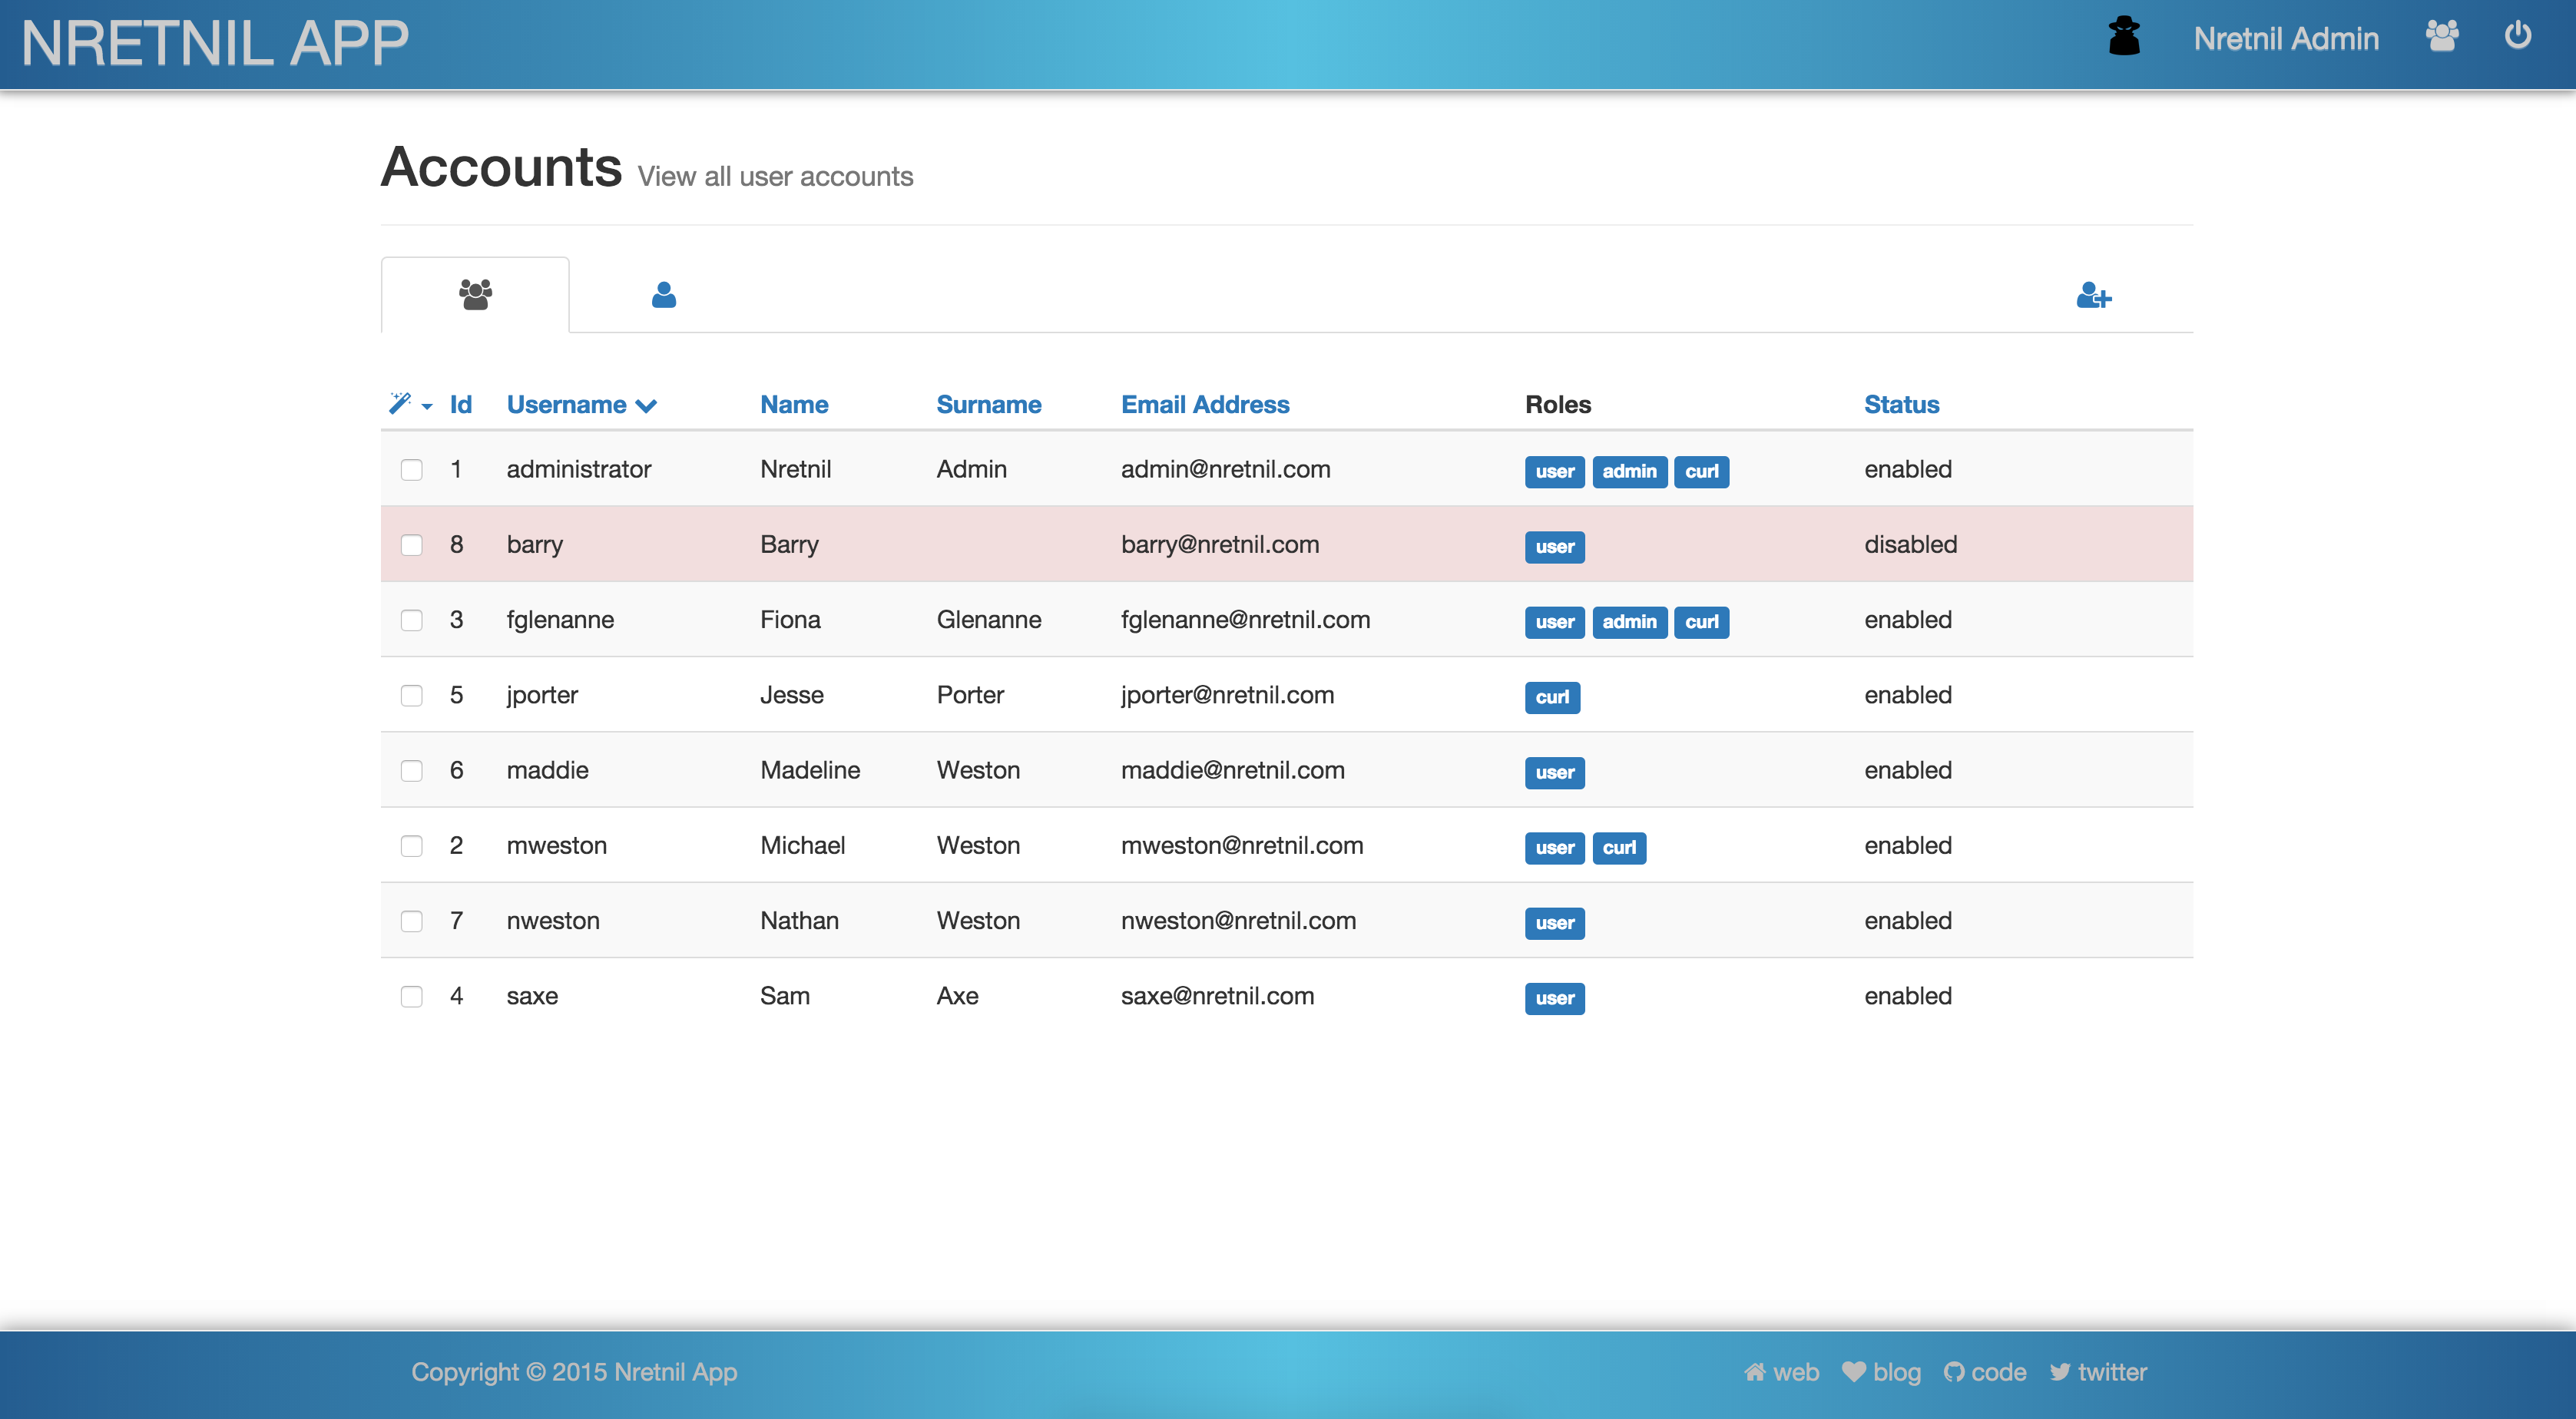 NRETNIL APP Nretnil Admin
Accounts View all user accounts
Id Username Name Surname Email Address Roles Status
1 administrator Nretnil Admin admin@nretnil.com user admin curl enabled
8 barry Barry barry@nretnil.com user disabled
3 fglenanne Fiona Glenanne fglenanne@nretnil.com user admin curl enabled
5 jporter Jesse Porter jporter@nretnil.com curl enabled
6 maddie Madeline Weston maddie@nretnil.com user enabled
2 mweston Michael Weston mweston@nretnil.com user curl enabled
7 nweston Nathan Weston nweston@nretnil.com user enabled
4 saxe Sam Axe saxe@nretnil.com user enabled
Copyright © 2015 Nretnil App web blog code twitter